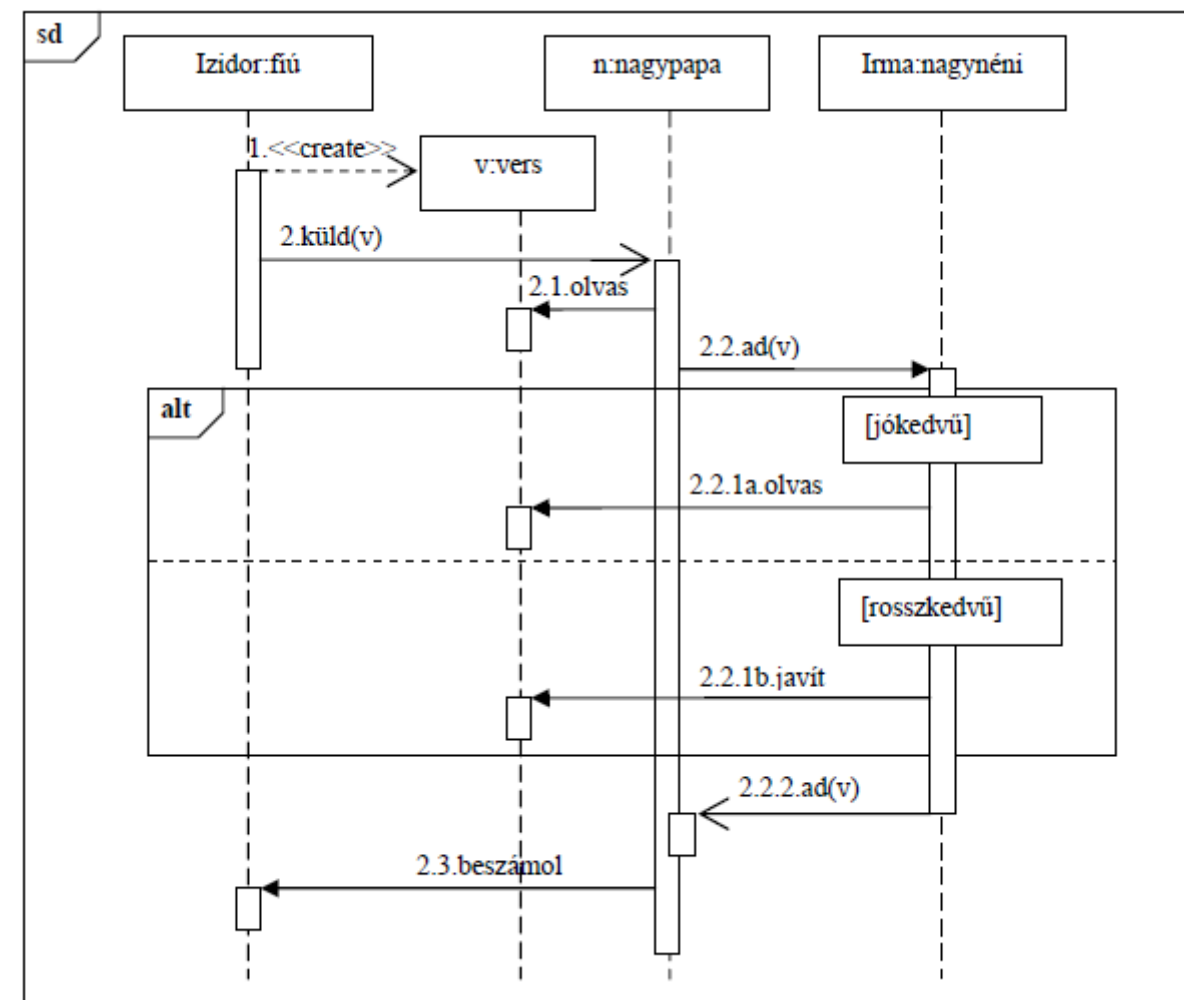 sd
Izidor:fiú
n:nagypapa
Irma:nagynéni
1.<<create>>
v:vers
2.küld(v)
2.1.olvas
2.2.ad(v)
alt
[jókedvű]
2.2.1a.olvas
[rosszkedvű]
2.2.1b.javít
2.2.2.ad(v)
2.3.beszámol